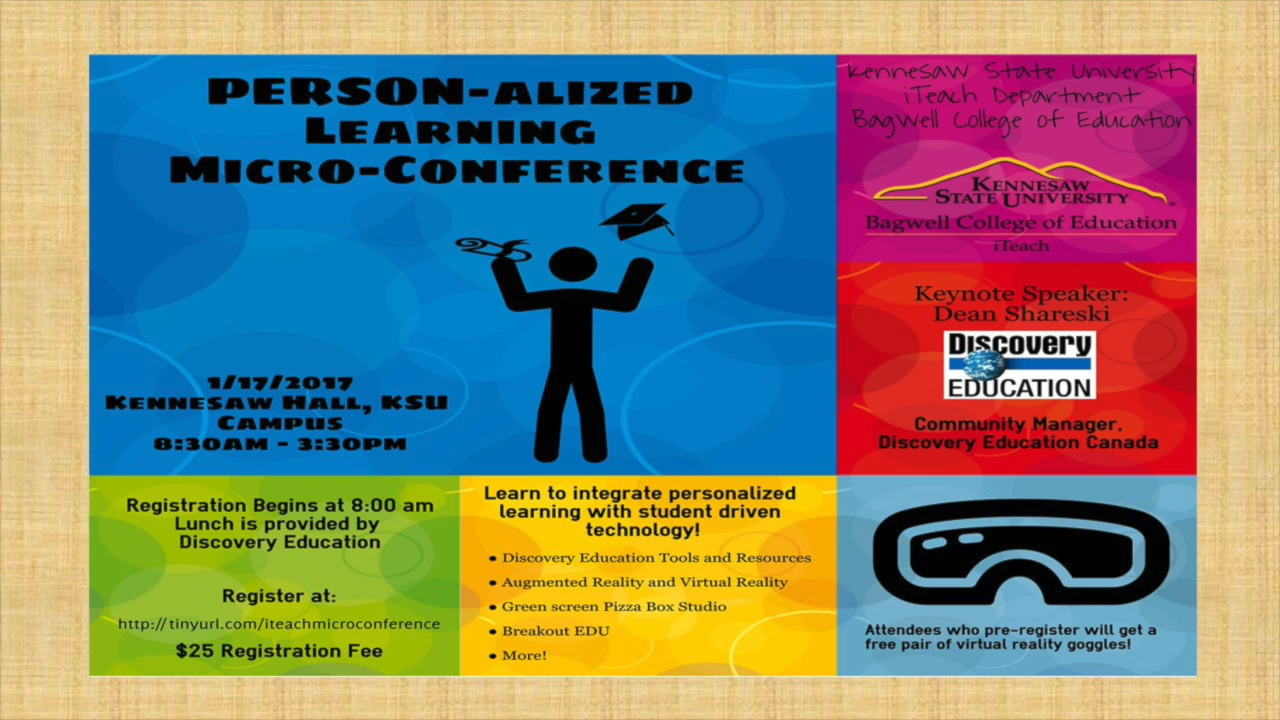 PERSON-ALIZED
LEARNING
MICRO-CONFERENCE
1/17/2017
KENNESAW HALL, KSU
CAMPUS
8:30AM - 3:30PM
Kennesaw State University
iTeach Department
Bagwell College of Education
KENNESAW
STATE UNIVERSITY
Bagwell College of Education
iTeach
Keynote Speaker:
Dean Shareski
DISCOVERY
EDUCATION
Community Manager,
Discovery Education Canada
Registration Begins at 8:00 am
Lunch is provided by
Discovery Education
Register at:
http://tinyurl.com/iteachmicroconference
$25 Registration Fee
Learn to integrate personalized
learning with student driven
technology!
• Discovery Education Tools and Resources
• Augmented Reality and Virtual Reality
• Green screen Pizza Box Studio
• Breakout EDU
• More!
Attendees who pre-register will get a
free pair of virtual reality goggles!